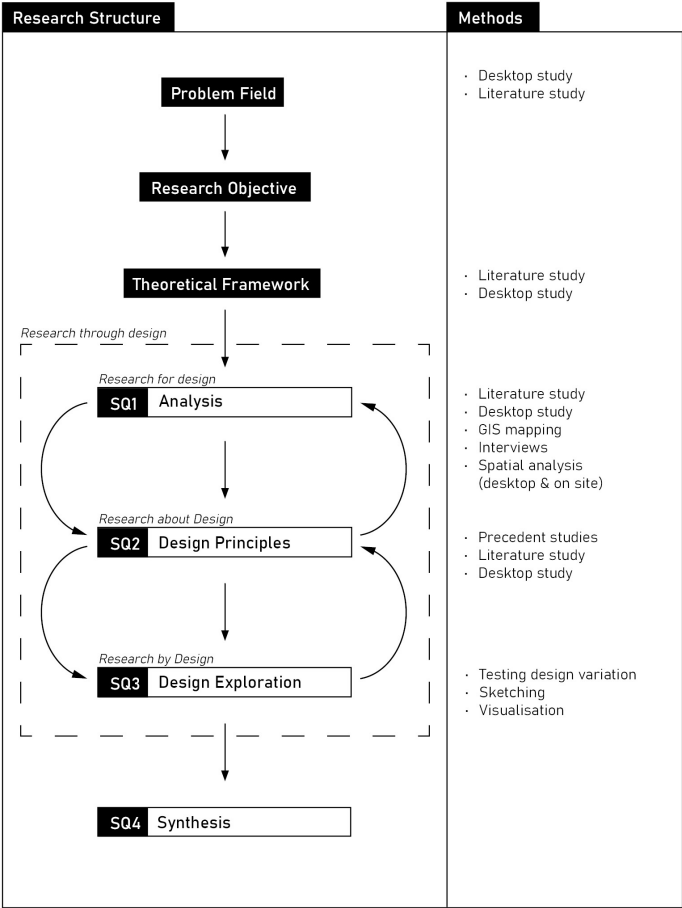 Research Structure
Methods
Problem Field
· Desktop study
· Literature study
Research Objective
Theoretical Framework
· Literature study
· Desktop study
Research through design
Research for design
SQ1 Analysis
· Literature study
· Desktop study
· GIS mapping
· Interviews
· Spatial analysis
(desktop & on site)
Research about Design
SQ2 Design Principles
· Precedent studies
· Literature study
· Desktop study
Research by Design
SQ3 Design Exploration
· Testing design variation
· Sketching
· Visualisation
SQ4 Synthesis